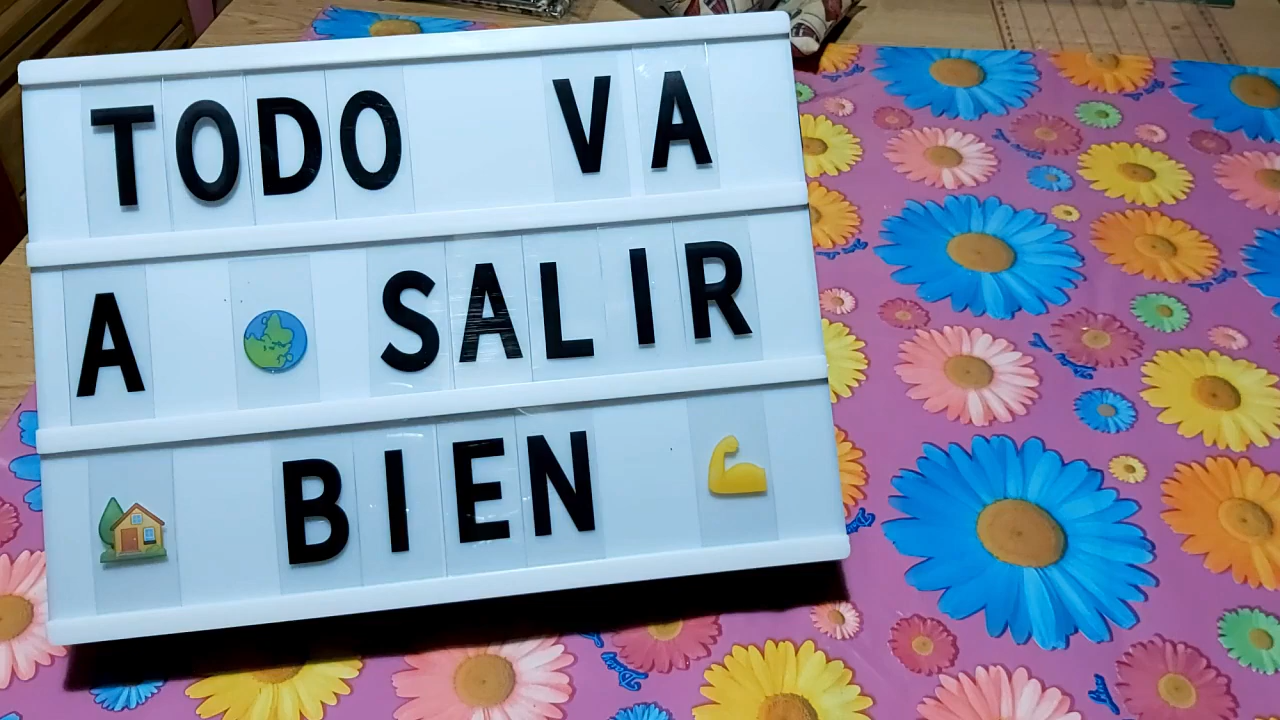 TODO VA
A 🌍 SALIR
🏡 BIEN 💪